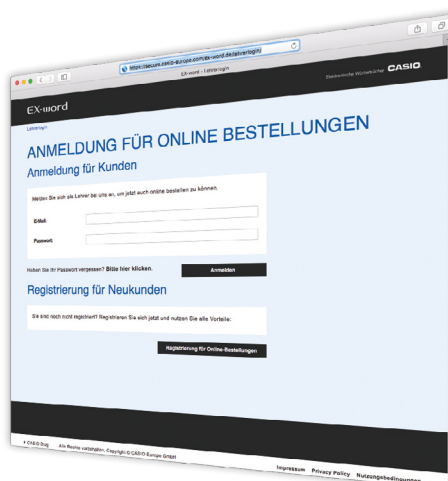 https://secure.casio-europe.com/ex-word.de/lehrerlogin/
EX-word - Lehrerlogin
EX-word
Elektronische Wörterbücher CASIO
Lehrerlogin
ANMELDUNG FÜR ONLINE BESTELLUNGEN
Anmeldung für Kunden
Melden Sie sich als Lehrer bei uns an, um jetzt auch online bestellen zu können.
E-Mail:
Passwort:
Haben Sie Ihr Passwort vergessen? Bitte hier klicken.
Anmelden
Registrierung für Neukunden
Sie sind noch nicht registriert? Registrieren Sie sich jetzt und nutzen Sie alle Vorteile:
Registrierung für Online-Bestellungen
Alle Rechte vorbehalten, Copyright © CASIO Europe GmbH
Impressum Privacy Policy Nutzungsbedingungen